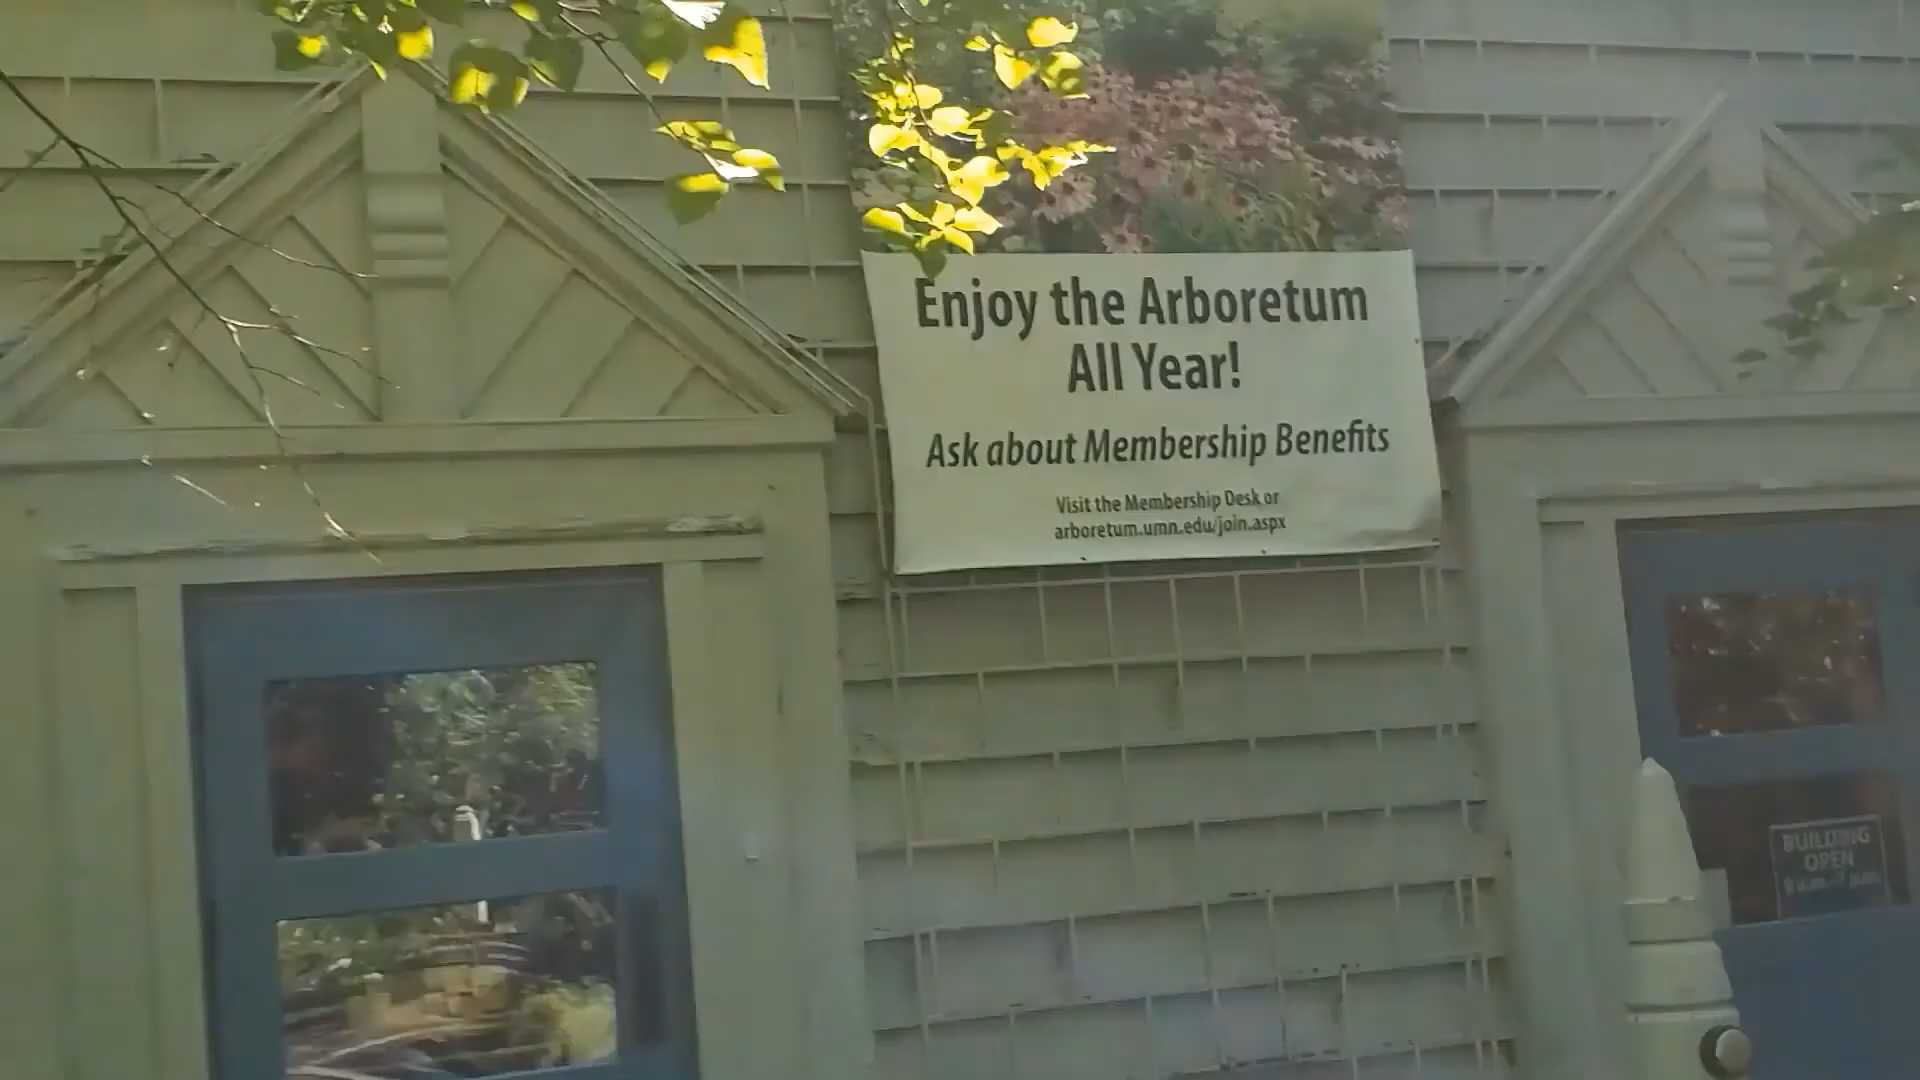 Enjoy the Arboretum
All Year!
Ask about Membership Benefits
Visit the Membership Desk or
arboretum.umn.edu/join.aspx
BUILDING
OPEN